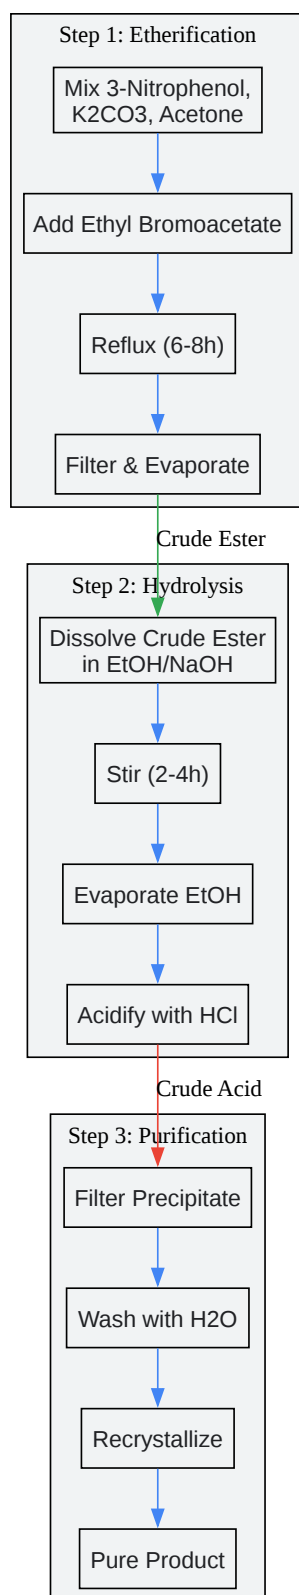 Step 1: Etherification
Mix 3-Nitrophenol,
K2CO3, Acetone
Add Ethyl Bromoacetate
Reflux (6-8h)
Filter & Evaporate
Crude Ester
Step 2: Hydrolysis
Dissolve Crude Ester
in EtOH/NaOH
Stir (2-4h)
Evaporate EtOH
Acidify with HCl
Crude Acid
Step 3: Purification
Filter Precipitate
Wash with H2O
Recrystallize
Pure Product